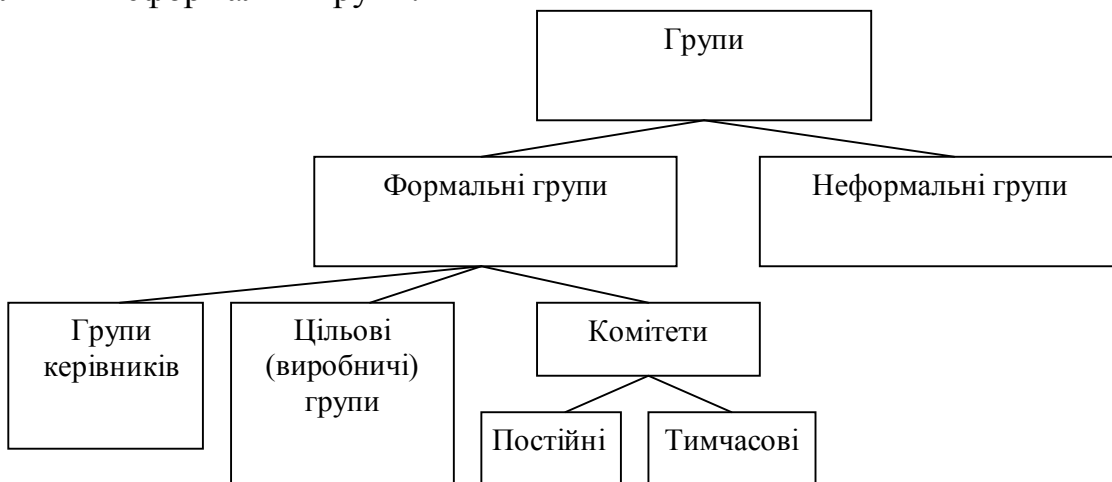 Групи
Формальні групи
Неформальні групи
Групи
керівників
Цільові
(виробничі)
групи
Комітети
Постійні
Тимчасові